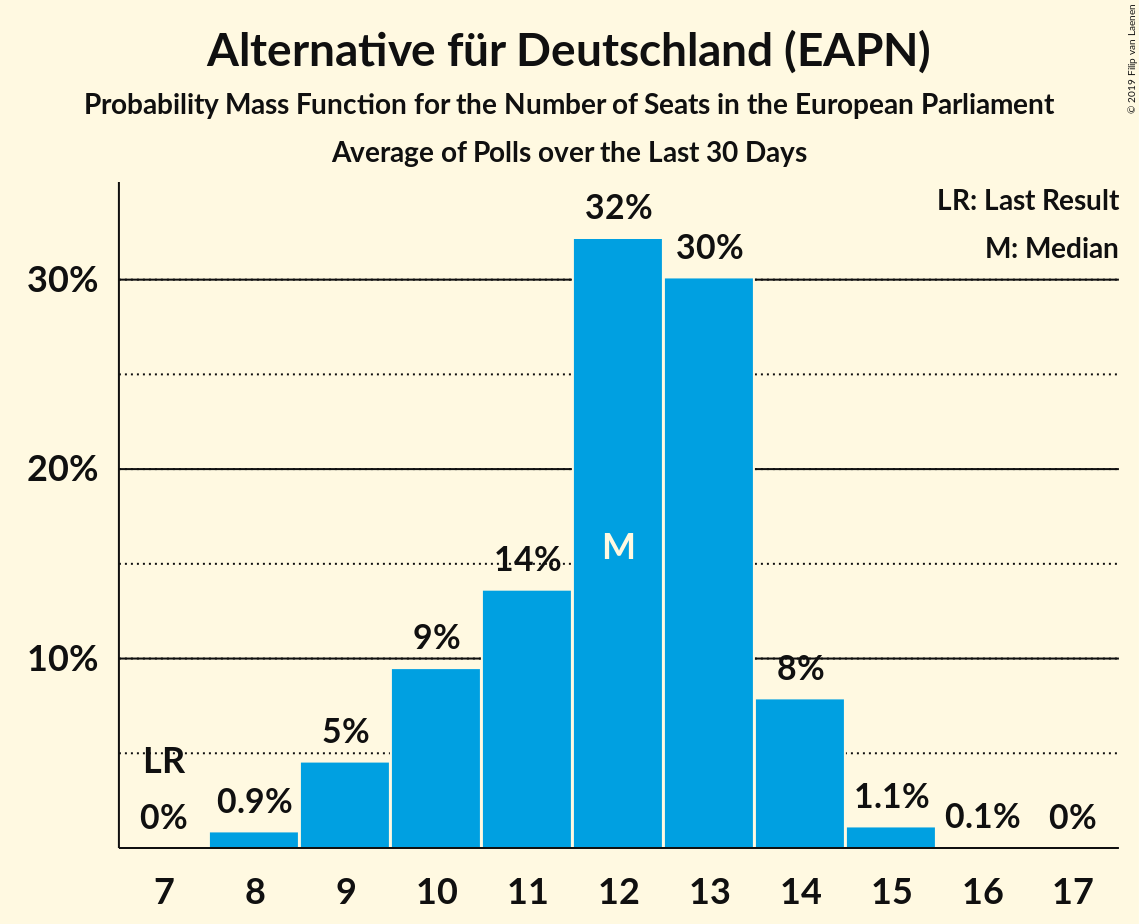 Alternative für Deutschland (EAPN)
Probability Mass Function for the Number of Seats in the European Parliament
Average of Polls over the Last 30 Days
© 2019 Filip van Laenen
LR: Last Result
M: Median
32%
30%
30%
20%
M
14%
9%
10%
8%
5%
LR
0%
0.9%
1.1%
0.1%
0%
7 8 9 10 11 12 13 14 15 16 17